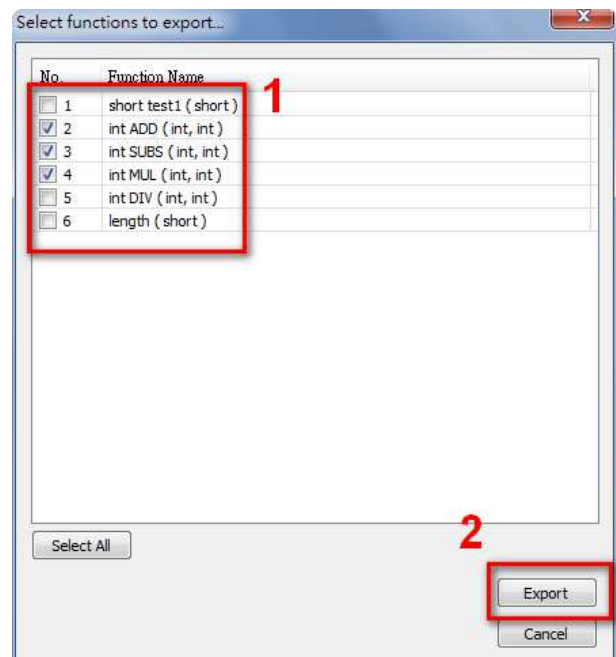 Select functions to export...
No. Function Name
1 short test1 ( short )
2 int ADD ( int, int )
3 int SUBS ( int, int )
4 int MUL ( int, int )
5 int DIV ( int, int )
6 length ( short )
1
Select All
2
Export
Cancel